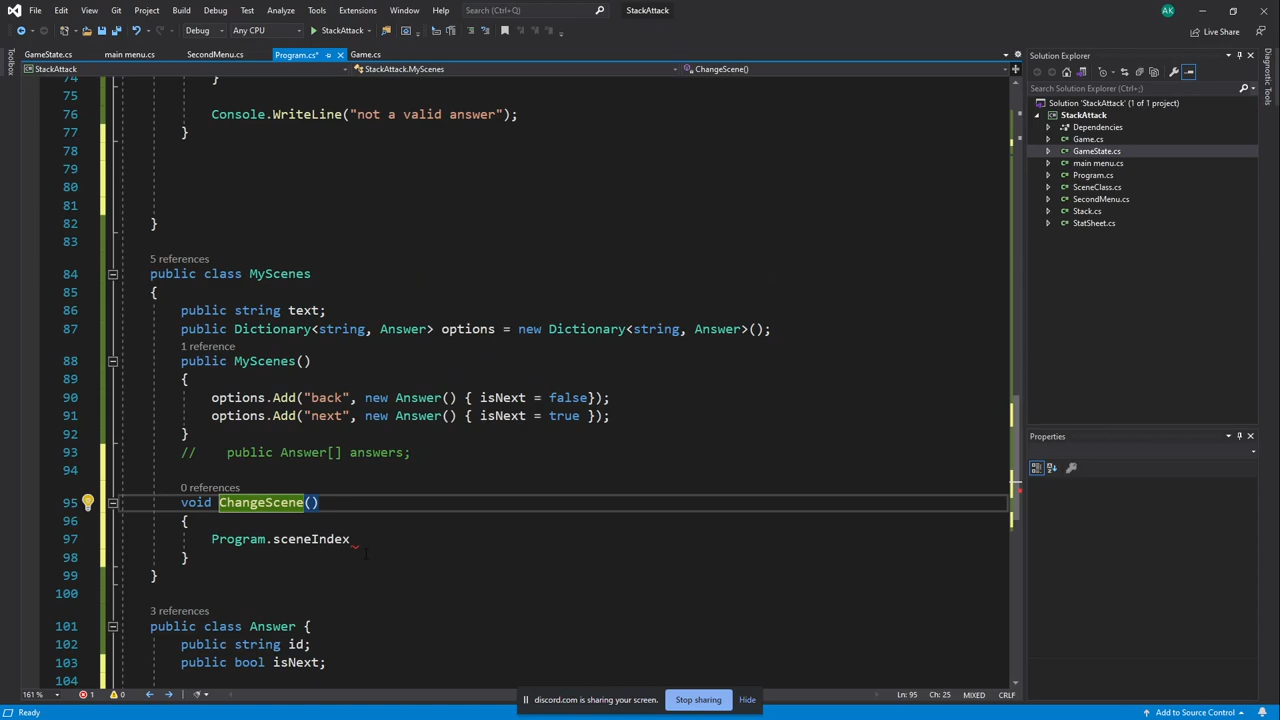 File Edit View Git Project Build Debug Test Analyze Tools Extensions Window Help Search (Ctrl+Q) StackAttack AK
Debug Any CPU StackAttack Live Share
GameState.cs main menu.cs SecondMenu.cs Program.cs* Game.cs
StackAttack StackAttack.MyScenes ChangeScene()
74 }
75
76 Console.WriteLine("not a valid answer");
77 }
78
79
80
81
82 }
83
5 references
84 public class MyScenes
85 {
86 public string text;
87 public Dictionary<string, Answer> options = new Dictionary<string, Answer>();
1 reference
88 public MyScenes()
89 {
90 options.Add("back", new Answer() { isNext = false});
91 options.Add("next", new Answer() { isNext = true });
92 }
93 // public Answer[] answers;
94
0 references
95 void ChangeScene()
96 {
97 Program.sceneIndex
98 }
99 }
100
3 references
101 public class Answer {
102 public string id;
103 public bool isNext;
104
161 % 1 0 Ln: 95 Ch: 25 MIXED CRLF
discord.com is sharing your screen. Stop sharing Hide
Ready Add to Source Control
Solution Explorer
Search Solution Explorer (Ctrl+;)
Solution 'StackAttack' (1 of 1 project)
StackAttack
Dependencies
Game.cs
GameState.cs
main menu.cs
Program.cs
SceneClass.cs
SecondMenu.cs
Stack.cs
StatSheet.cs
Properties
Diagnostic Tools
Toolbox